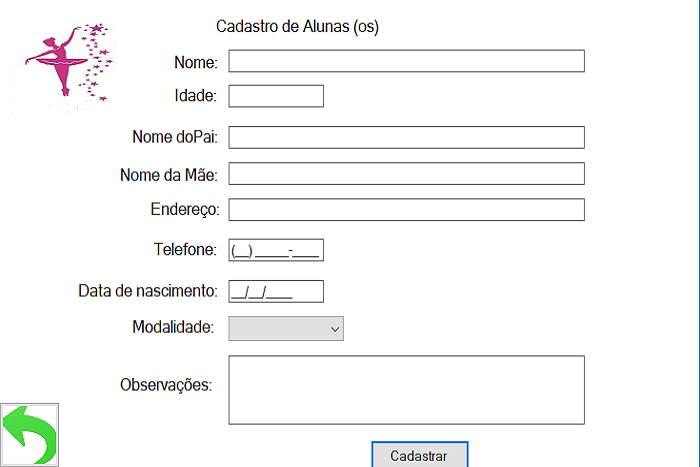 Cadastro de Alunas (os)
Nome:
Idade:
Nome doPai:
Nome da Mãe:
Endereço:
Telefone: (__) _____-____
Data de nascimento: __/__/____
Modalidade:
Observações:
Cadastrar